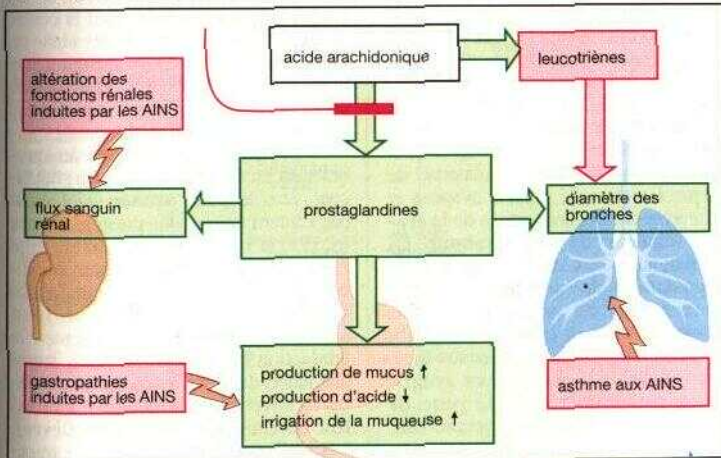 acide arachidonique
leucotriènes
altération des
fonctions rénales
induites par les AINS
flux sanguin
rénal
prostaglandines
diamètre des
bronches
gastropathies
induites par les AINS
production de mucus ↑
production d'acide ↓
irrigation de la muqueuse ↑
asthme aux AINS